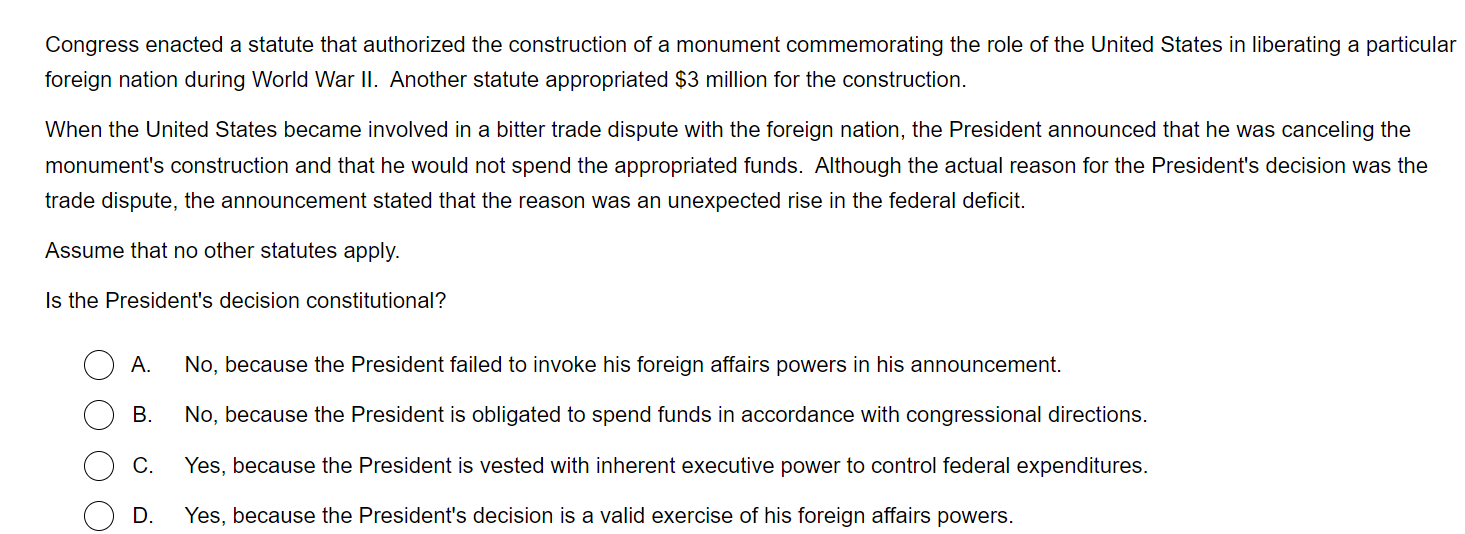 Congress enacted a statute that authorized the construction of a monument commemorating the role of the United States in liberating a particular
foreign nation during World War II.  Another statute appropriated $3 million for the construction.
When the United States became involved in a bitter trade dispute with the foreign nation, the President announced that he was canceling the
monument's construction and that he would not spend the appropriated funds.  Although the actual reason for the President's decision was the
trade dispute, the announcement stated that the reason was an unexpected rise in the federal deficit.
Assume that no other statutes apply.
Is the President's decision constitutional?
A. No, because the President failed to invoke his foreign affairs powers in his announcement.
B. No, because the President is obligated to spend funds in accordance with congressional directions.
C. Yes, because the President is vested with inherent executive power to control federal expenditures.
D. Yes, because the President's decision is a valid exercise of his foreign affairs powers.